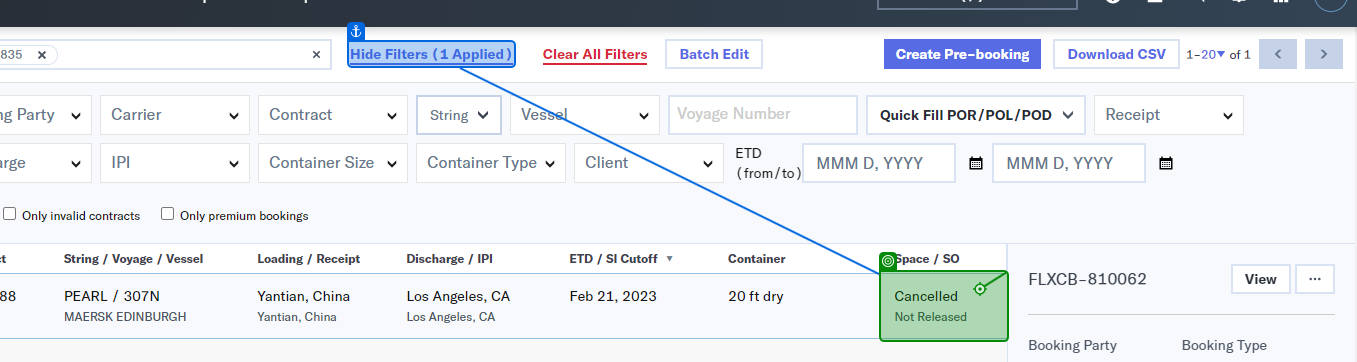 835 ×
×
Hide Filters (1 Applied)
Clear All Filters
Batch Edit
Create Pre-booking
Download CSV
1-20▾ of 1
Party
Carrier
Contract
String
Vessel
Voyage Number
Quick Fill POR/POL/POD
Receipt
IPI
Container Size
Container Type
Client
ETD
(from/to)
MMM D, YYYY
MMM D, YYYY
Only invalid contracts
Only premium bookings
String / Voyage / Vessel
Loading / Receipt
Discharge / IPI
ETD / SI Cutoff ▼
Container
Space / SO
88
PEARL / 307N
MAERSK EDINBURGH
Yantian, China
Yantian, China
Los Angeles, CA
Los Angeles, CA
Feb 21, 2023
20 ft dry
Cancelled
Not Released
FLXCB-810062
View
...
Booking Party
Booking Type